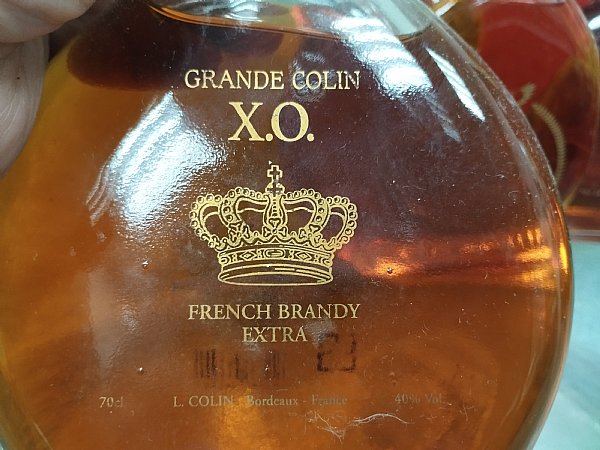 GRANDE COLIN
X.O.
FRENCH BRANDY
EXTRA
70cl L. COLIN - Bordeaux - France 40% Vol.